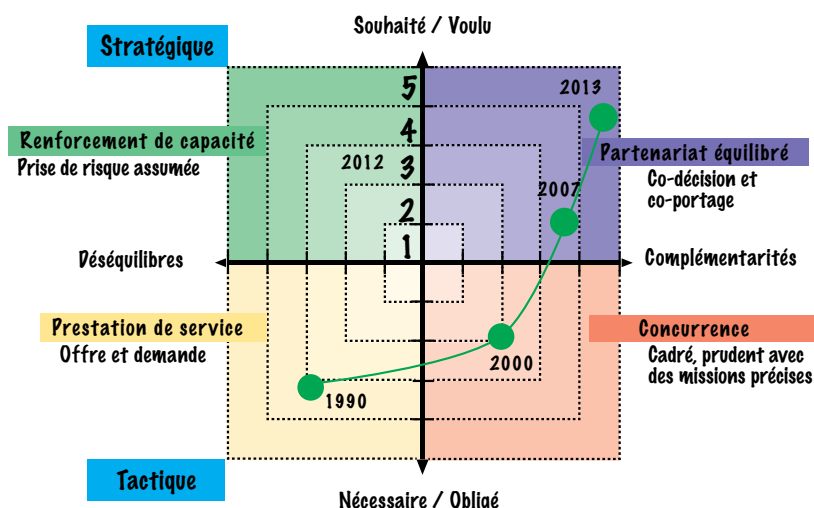 Souhaité / Voulu
Stratégique
5
2013
4
Renforcement de capacité
Prise de risque assumée
2012
3
Partenariat équilibré
Co-décision et
co-portage
2007
2
1
Déséquilibres
Complémentarités
Prestation de service
Offre et demande
Concurrence
Cadré, prudent avec
des missions précises
2000
1990
Tactique
Nécessaire / Obligé